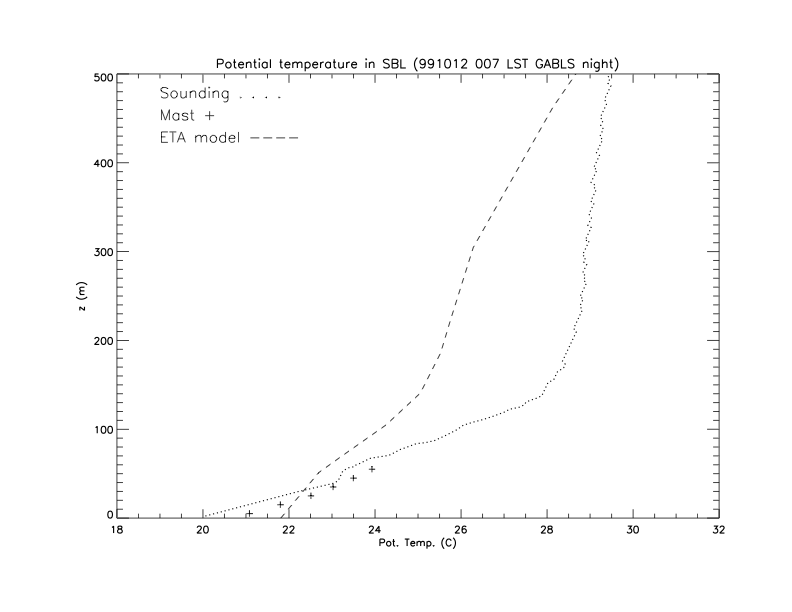 Potential temperature in SBL (991012 007 LST GABLS night)
Sounding . . . .
Mast +
ETA model – – – – –
500
400
300
200
100
0
z (m)
18 20 22 24 26 28 30 32
Pot. Temp. (C)